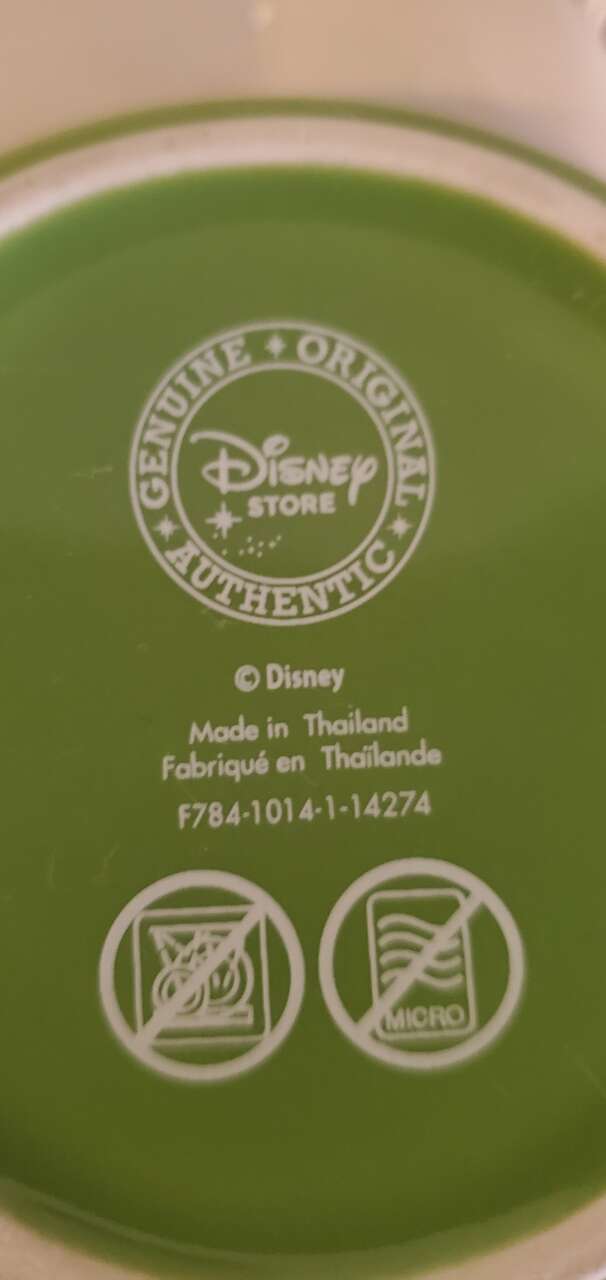 GENUINE ORIGINAL
Disney
STORE
AUTHENTIC
© Disney
Made in Thailand
Fabriqué en Thaïlande
F784-1014-1-14274
MICRO